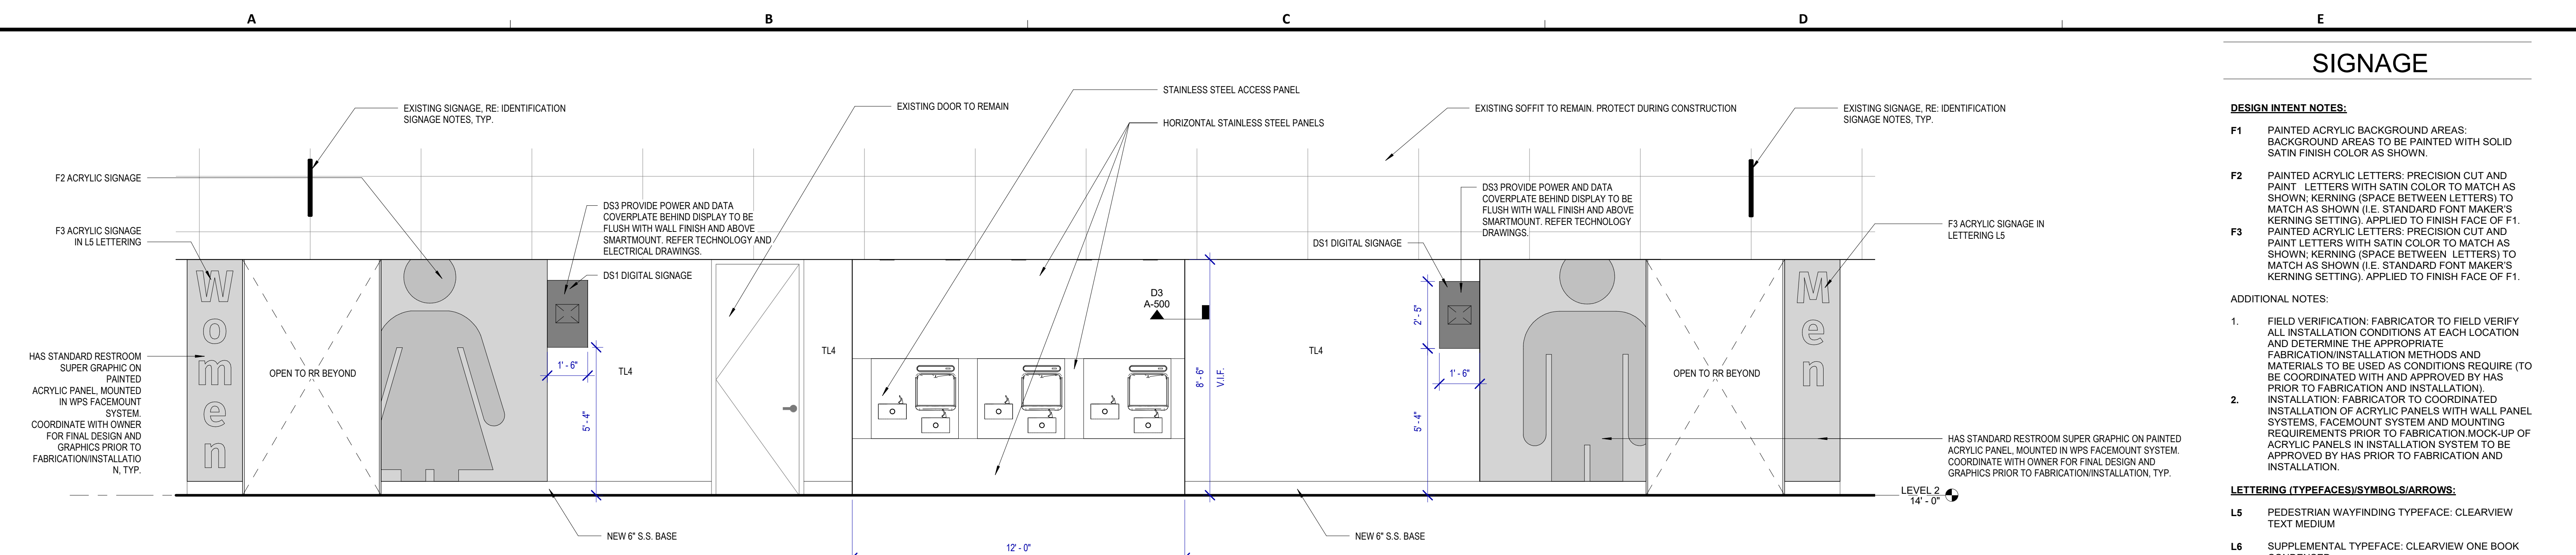 A
B
C
D
E
SIGNAGE
STAINLESS STEEL ACCESS PANEL
EXISTING SIGNAGE, RE: IDENTIFICATION
SIGNAGE NOTES, TYP.
EXISTING DOOR TO REMAIN
HORIZONTAL STAINLESS STEEL PANELS
EXISTING SOFFIT TO REMAIN. PROTECT DURING CONSTRUCTION
EXISTING SIGNAGE, RE: IDENTIFICATION
SIGNAGE NOTES, TYP.
F2 ACRYLIC SIGNAGE
F3 ACRYLIC SIGNAGE
IN L5 LETTERING
DS3 PROVIDE POWER AND DATA
COVERPLATE BEHIND DISPLAY TO BE
FLUSH WITH WALL FINISH AND ABOVE
SMARTMOUNT. REFER TECHNOLOGY AND
ELECTRICAL DRAWINGS.
DS1 DIGITAL SIGNAGE
DS3 PROVIDE POWER AND DATA
COVERPLATE BEHIND DISPLAY TO BE
FLUSH WITH WALL FINISH AND ABOVE
SMARTMOUNT. REFER TECHNOLOGY
DRAWINGS.
DS1 DIGITAL SIGNAGE
F3 ACRYLIC SIGNAGE IN
LETTERING L5
Women
HAS STANDARD RESTROOM
SUPER GRAPHIC ON
PAINTED
ACRYLIC PANEL, MOUNTED
IN WPS FACEMOUNT
SYSTEM.
COORDINATE WITH OWNER
FOR FINAL DESIGN AND
GRAPHICS PRIOR TO
FABRICATION/INSTALLATIO
N, TYP.
OPEN TO RR BEYOND
1' - 6"
5' - 4"
TL4
TL4
D3
A-500
8' - 6"
V.I.F.
TL4
2' - 5"
1' - 6"
5' - 4"
OPEN TO RR BEYOND
Men
HAS STANDARD RESTROOM SUPER GRAPHIC ON PAINTED
ACRYLIC PANEL, MOUNTED IN WPS FACEMOUNT SYSTEM.
COORDINATE WITH OWNER FOR FINAL DESIGN AND
GRAPHICS PRIOR TO FABRICATION/INSTALLATION, TYP.
LEVEL 2
14' - 0"
NEW 6" S.S. BASE
12' - 0"
NEW 6" S.S. BASE
DESIGN INTENT NOTES:
F1 PAINTED ACRYLIC BACKGROUND AREAS:
BACKGROUND AREAS TO BE PAINTED WITH SOLID
SATIN FINISH COLOR AS SHOWN.
F2 PAINTED ACRYLIC LETTERS: PRECISION CUT AND
PAINT LETTERS WITH SATIN COLOR TO MATCH AS
SHOWN; KERNING (SPACE BETWEEN LETTERS) TO
MATCH AS SHOWN (I.E. STANDARD FONT MAKER'S
KERNING SETTING). APPLIED TO FINISH FACE OF F1.
F3 PAINTED ACRYLIC LETTERS: PRECISION CUT AND
PAINT LETTERS WITH SATIN COLOR TO MATCH AS
SHOWN; KERNING (SPACE BETWEEN LETTERS) TO
MATCH AS SHOWN (I.E. STANDARD FONT MAKER'S
KERNING SETTING). APPLIED TO FINISH FACE OF F1.
ADDITIONAL NOTES:
1. FIELD VERIFICATION: FABRICATOR TO FIELD VERIFY
ALL INSTALLATION CONDITIONS AT EACH LOCATION
AND DETERMINE THE APPROPRIATE
FABRICATION/INSTALLATION METHODS AND
MATERIALS TO BE USED AS CONDITIONS REQUIRE (TO
BE COORDINATED WITH AND APPROVED BY HAS
PRIOR TO FABRICATION AND INSTALLATION).
2. INSTALLATION: FABRICATOR TO COORDINATED
INSTALLATION OF ACRYLIC PANELS WITH WALL PANEL
SYSTEMS, FACEMOUNT SYSTEM AND MOUNTING
REQUIREMENTS PRIOR TO FABRICATION.MOCK-UP OF
ACRYLIC PANELS IN INSTALLATION SYSTEM TO BE
APPROVED BY HAS PRIOR TO FABRICATION AND
INSTALLATION.
LETTERING (TYPEFACES)/SYMBOLS/ARROWS:
L5 PEDESTRIAN WAYFINDING TYPEFACE: CLEARVIEW
TEXT MEDIUM
L6 SUPPLEMENTAL TYPEFACE: CLEARVIEW ONE BOOK